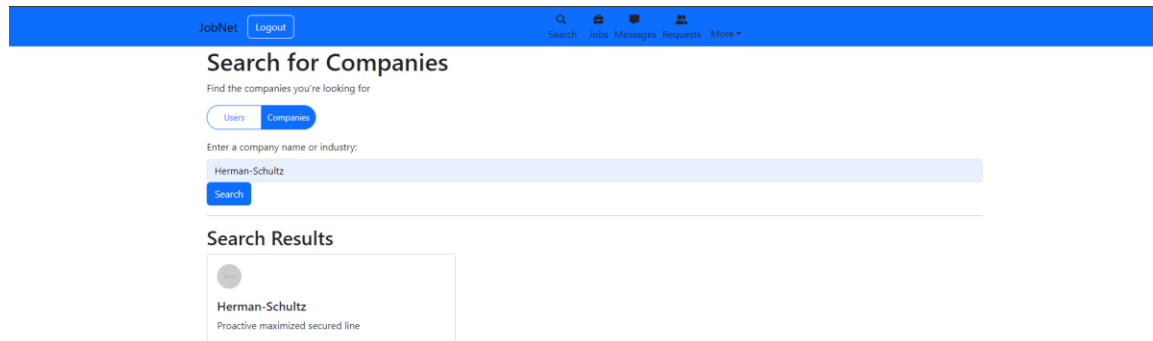 JobNet Logout
Search Jobs Messages Requests More
Search for Companies
Find the companies you're looking for
Users Companies
Enter a company name or industry:
Herman-Schultz
Search
Search Results
Herman-Schultz
Proactive maximized secured line